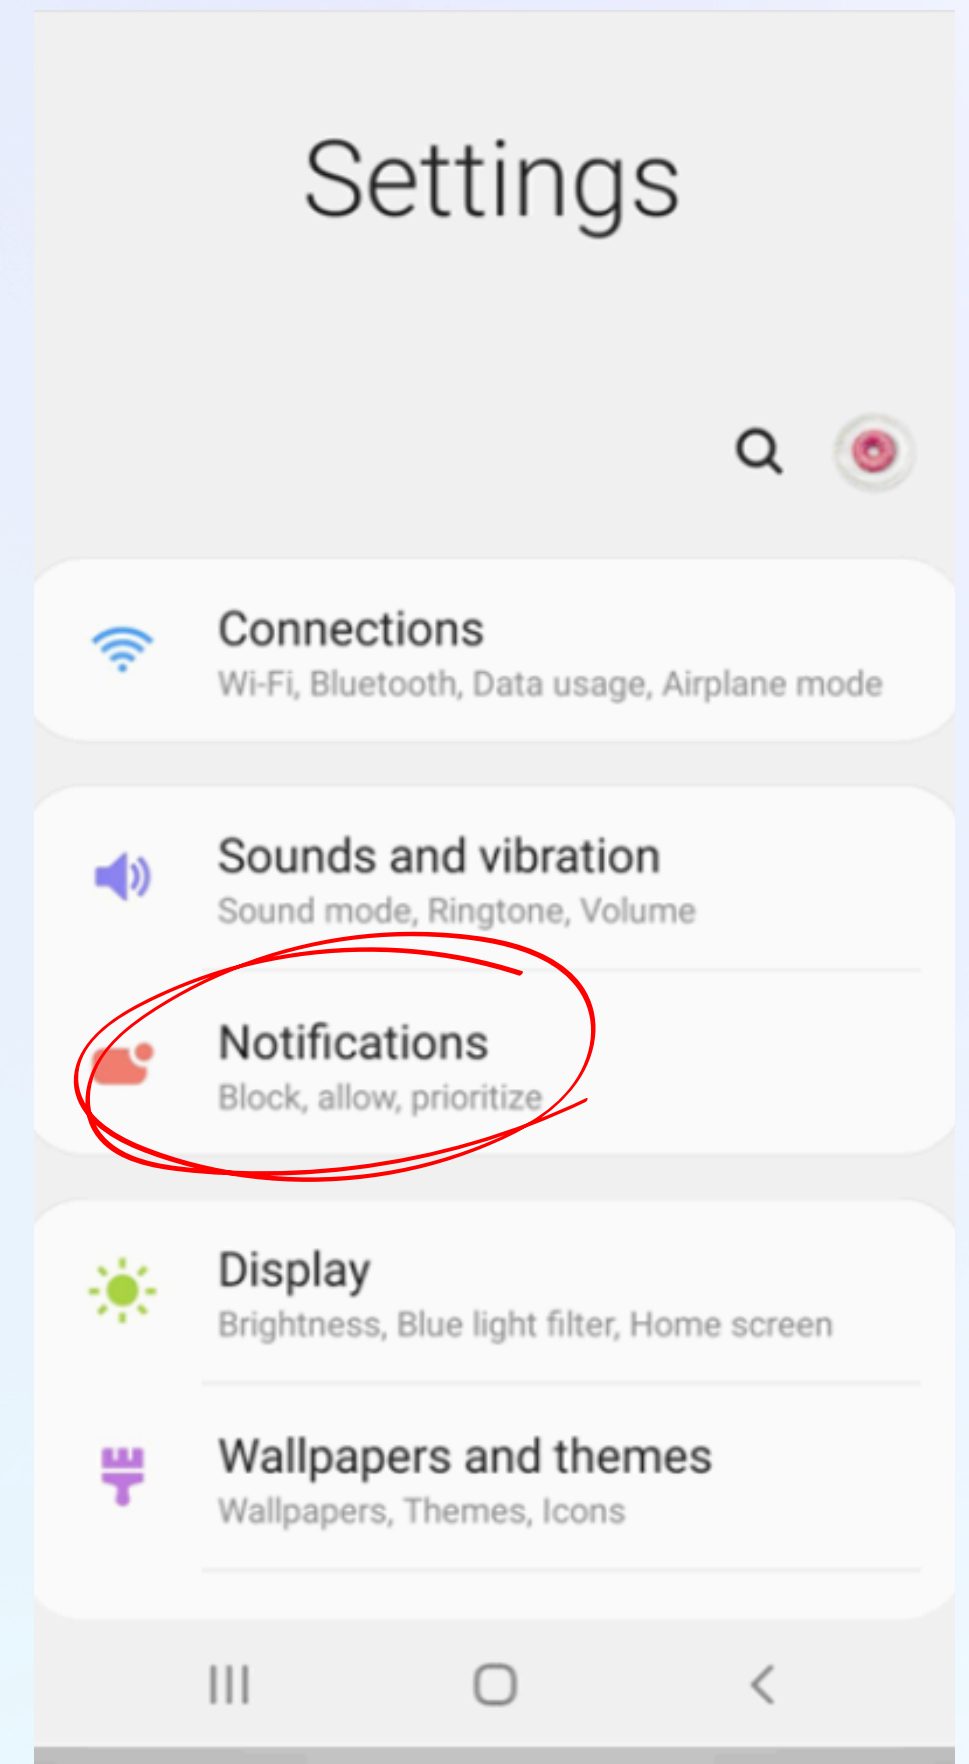 Settings
Connections
Wi-Fi, Bluetooth, Data usage, Airplane mode
Sounds and vibration
Sound mode, Ringtone, Volume
Notifications
Block, allow, prioritize
Display
Brightness, Blue light filter, Home screen
Wallpapers and themes
Wallpapers, Themes, Icons